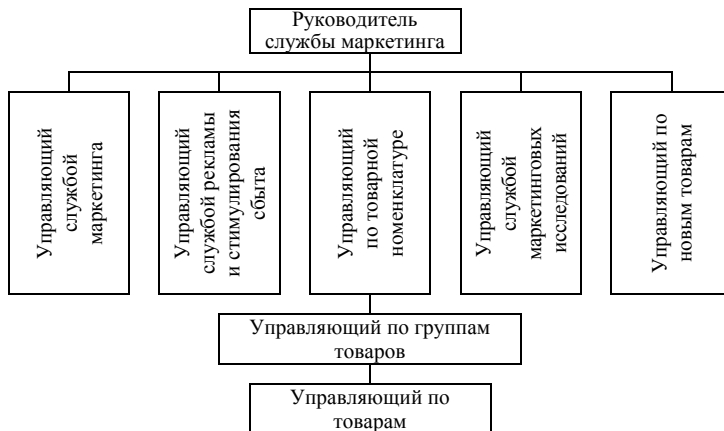 Руководитель
службы маркетинга
Управляющий
службой
маркетинга
Управляющий
службой рекламы
и стимулирования
сбыта
Управляющий
по товарной
номенклатуре
Управляющий
службой
маркетинговых
исследований
Управляющий по
новым товарам
Управляющий по группам
товаров
Управляющий по
товарам